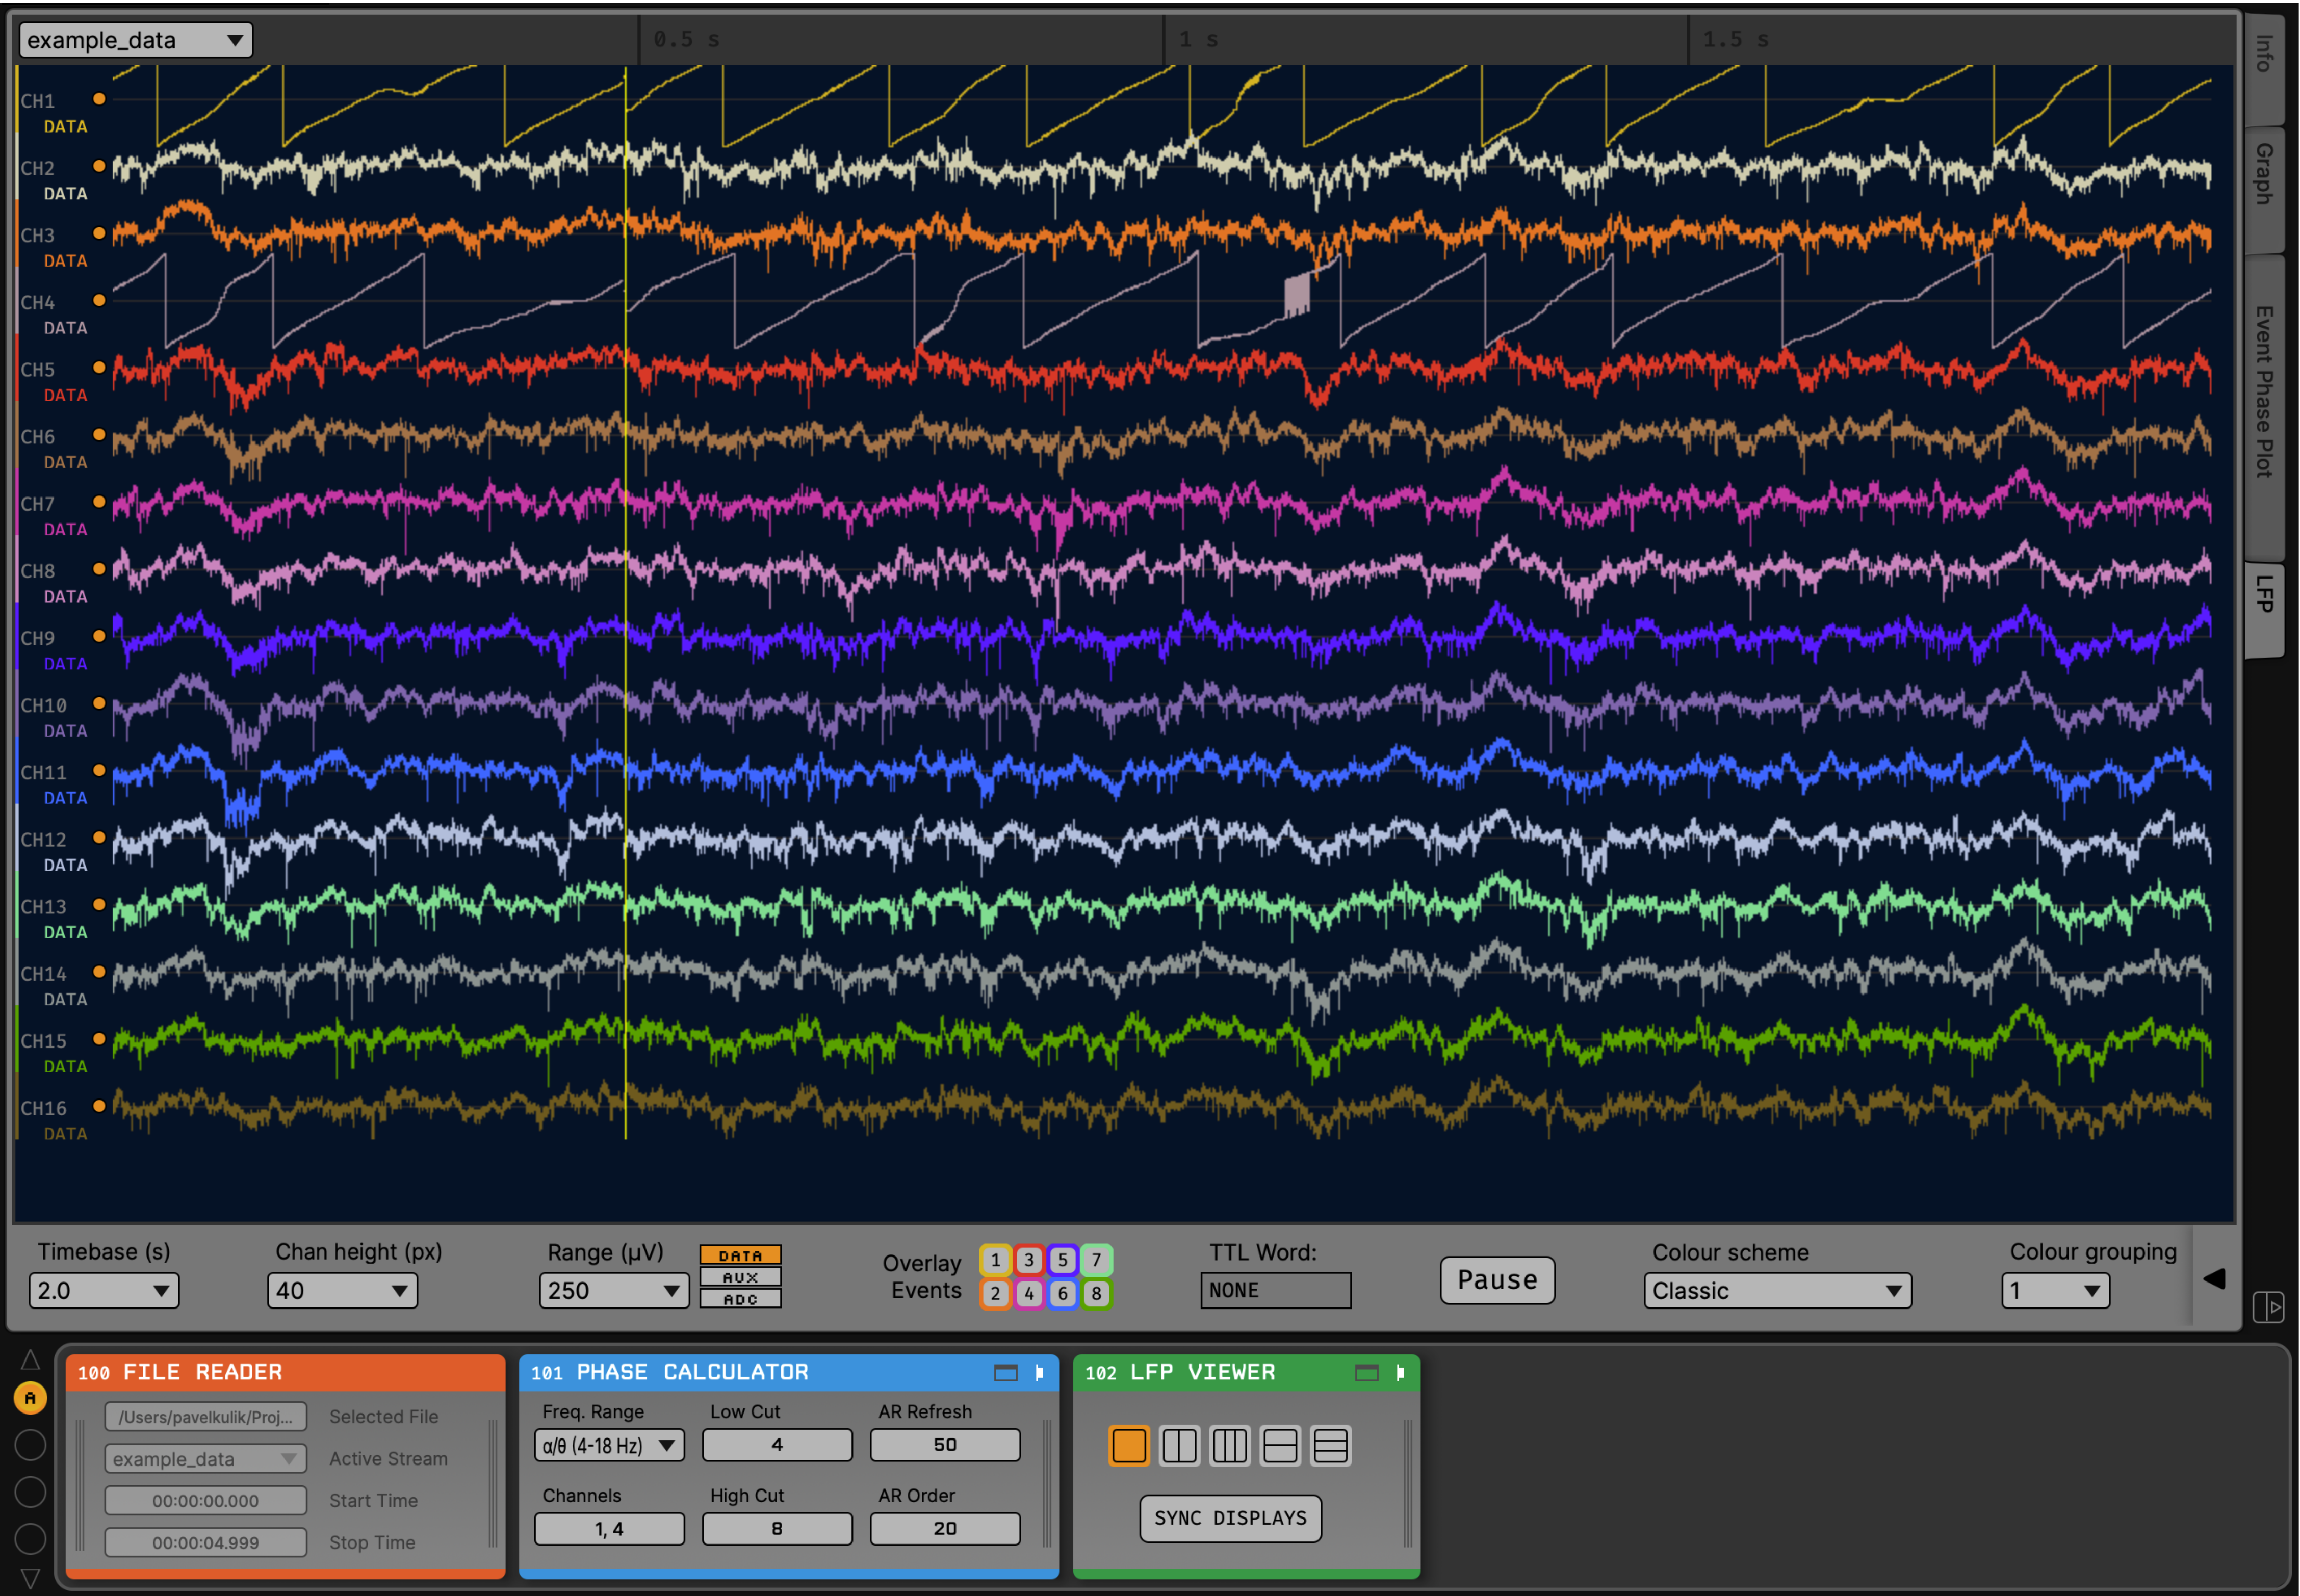 example_data
0.5 s
1 s
1.5 s
Info
Graph
Event Phase Plot
LFP
CH1
DATA
CH2
DATA
CH3
DATA
CH4
DATA
CH5
DATA
CH6
DATA
CH7
DATA
CH8
DATA
CH9
DATA
CH10
DATA
CH11
DATA
CH12
DATA
CH13
DATA
CH14
DATA
CH15
DATA
CH16
DATA
Timebase (s)
2.0
Chan height (px)
40
Range (µV)
250
DATA
AUX
ADC
Overlay
Events
1 3 5 7
2 4 6 8
TTL Word:
NONE
Pause
Colour scheme
Classic
Colour grouping
1
A
100 FILE READER
/Users/pavelkulik/Proj... Selected File
example_data Active Stream
00:00:00.000 Start Time
00:00:04.999 Stop Time
101 PHASE CALCULATOR
Freq. Range Low Cut AR Refresh
α/θ (4-18 Hz) 4 50
Channels High Cut AR Order
1, 4 8 20
102 LFP VIEWER
SYNC DISPLAYS